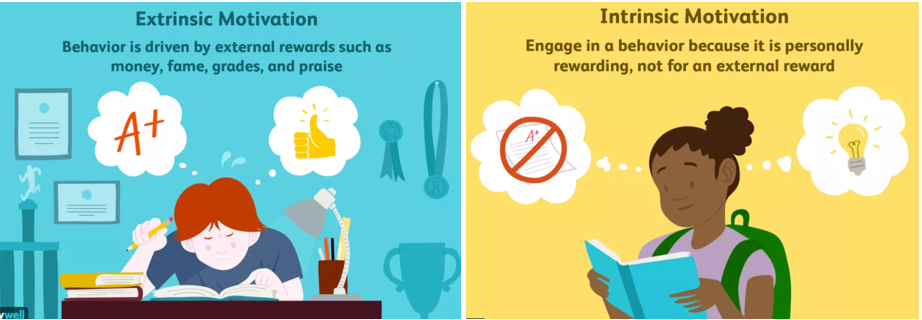 Extrinsic Motivation
Behavior is driven by external rewards such as
money, fame, grades, and praise
A+
Intrinsic Motivation
Engage in a behavior because it is personally
rewarding, not for an external reward
A+